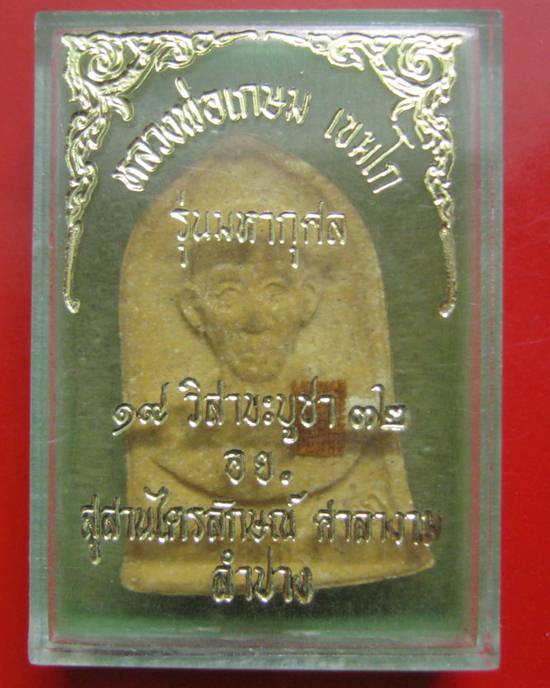 หลวงพ่อเกษม เขมโก
รุ่นมหากุศล
๑๙ วิสาขะบูชา ๓๒
อย.
สุสานไตรลักษณ์ ศาลางาม
ลำปาง